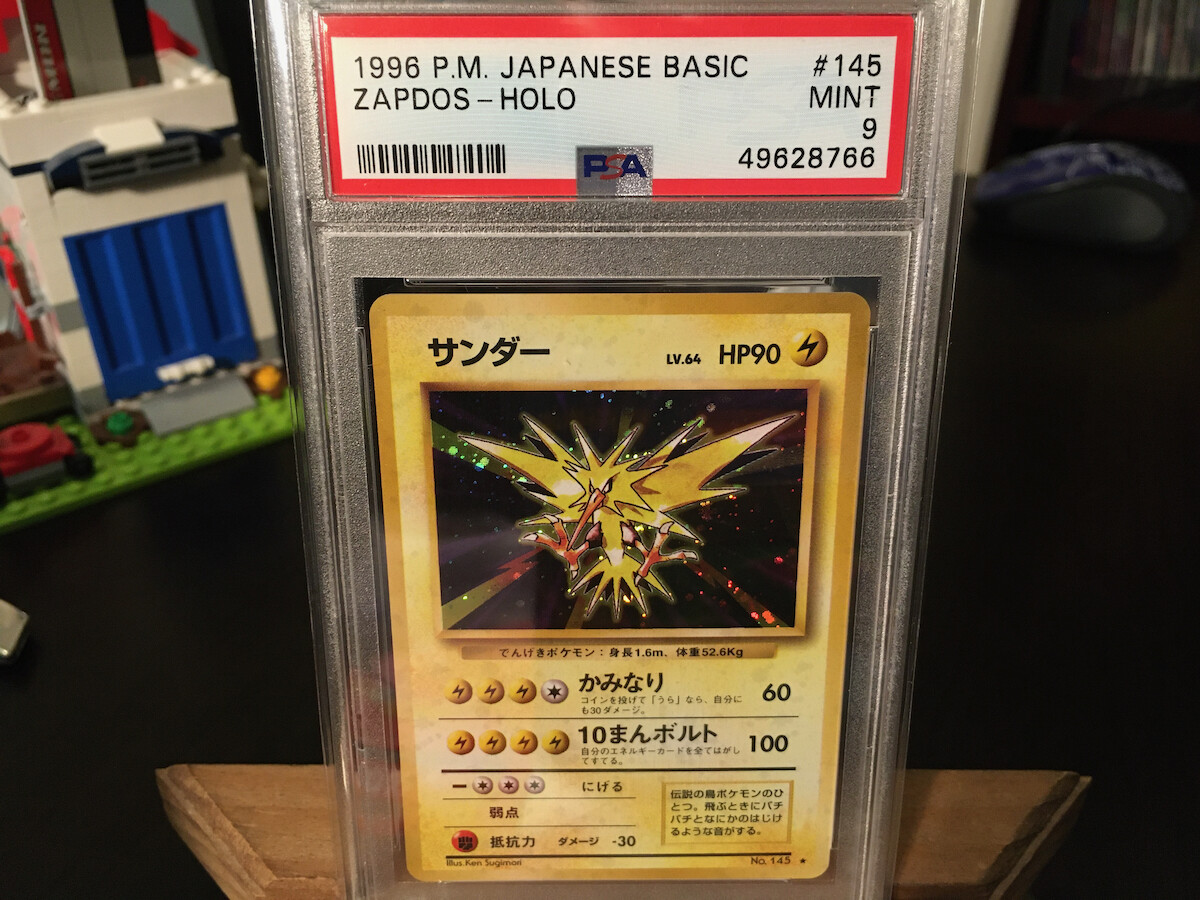 1996 P.M. JAPANESE BASIC #145
ZAPDOS - HOLO MINT
9
PSA 49628766
サンダー LV.64 HP90
でんげきポケモン：身長1.6m、体重52.6Kg
かみなり 60
コインを投げて「うら」なら、自分に
も30ダメージ。
10まんボルト 100
自分のエネルギーカードを全てはがし
てすてる。
にげる
弱点
抵抗力 ダメージ -30
伝説の鳥ポケモンのひ
とつ。飛ぶときにパチ
パチとなにかのはじけ
るような音がする。
Illus. Ken Sugimori No. 145 ★